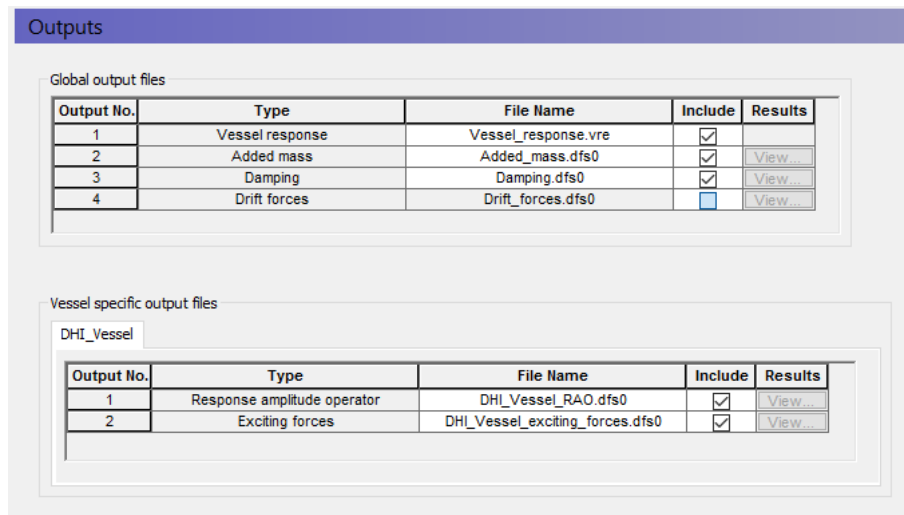 Outputs
Global output files
Output No. Type File Name Include Results
1 Vessel response Vessel_response.vre
2 Added mass Added_mass.dfs0 View...
3 Damping Damping.dfs0 View...
4 Drift forces Drift_forces.dfs0 View...
Vessel specific output files
DHI_Vessel
Output No. Type File Name Include Results
1 Response amplitude operator DHI_Vessel_RAO.dfs0 View...
2 Exciting forces DHI_Vessel_exciting_forces.dfs0 View...